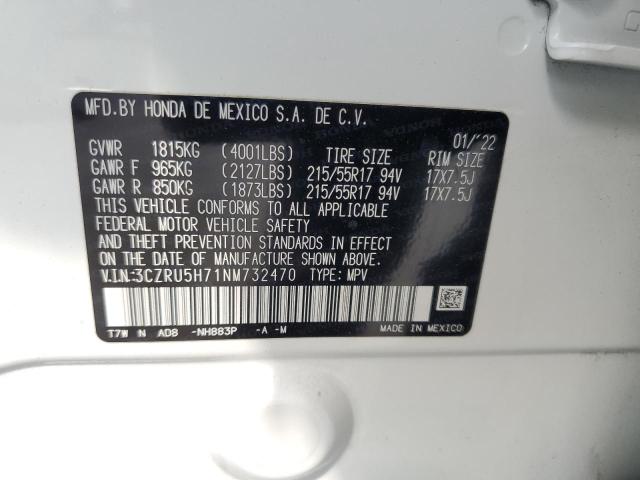 MFD.BY HONDA DE MEXICO S.A. DE C.V.
01/'22
GVWR 1815KG (4001LBS) TIRE SIZE RIM SIZE
GAWR F 965KG (2127LBS) 215/55R17 94V 17X7.5J
GAWR R 850KG (1873LBS) 215/55R17 94V 17X7.5J
THIS VEHICLE CONFORMS TO ALL APPLICABLE
FEDERAL MOTOR VEHICLE SAFETY
AND THEFT PREVENTION STANDARDS IN EFFECT
ON THE DATE OF MANUFACTURE SHOWN ABOVE.
V.I.N:3CZRU5H71NM732470 TYPE: MPV
T7W N AD8 -NH883P -A -M MADE IN MEXICO